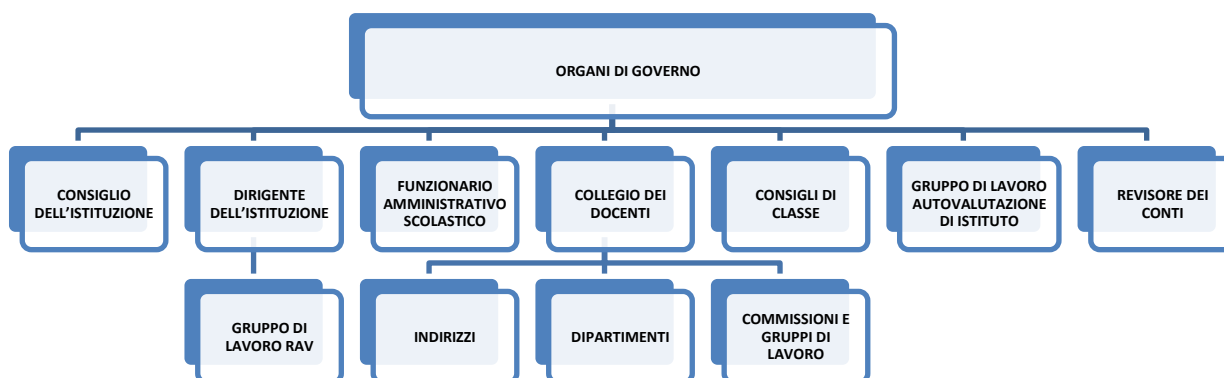 ORGANI DI GOVERNO
CONSIGLIO
DELL'ISTITUZIONE
DIRIGENTE
DELL'ISTITUZIONE
FUNZIONARIO
AMMINISTRATIVO
SCOLASTICO
COLLEGIO DEI
DOCENTI
CONSIGLI DI
CLASSE
GRUPPO DI LAVORO
AUTOVALUTAZIONE
DI ISTITUTO
REVISORE DEI
CONTI
GRUPPO DI
LAVORO RAV
INDIRIZZI
DIPARTIMENTI
COMMISSIONI E
GRUPPI DI
LAVORO